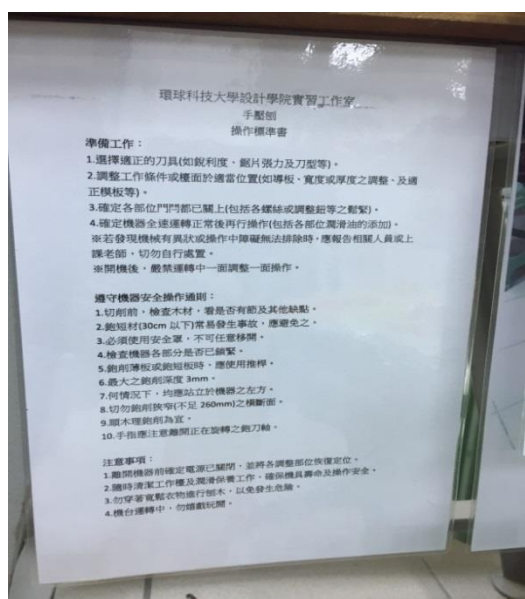 環球科技大學設計學院實習工作室
手壓刨
操作標準書
準備工作：
1.選擇適正的刀具(如銳利度、鋸片張力及刀型等)。
2.調整工作條件或檯面於適當位置(如導板、寬度或厚度之調整、及適
正模板等)。
3.確定各部位門閂都已關上(包括各螺絲或調整鈕等之鬆緊)。
4.確定機器全速運轉正常後再行操作(包括各部位潤滑油的添加)。
※若發現機械有異狀或操作中障礙無法排除時，應報告相關人員或上
課老師，切勿自行處置。
※開機後，嚴禁運轉中一面調整一面操作。
遵守機器安全操作通則：
1.切削前，檢查木材，看是否有節及其他缺點。
2.鉋短材(30cm 以下)常易發生事故，應避免之。
3.必須使用安全罩，不可任意移開。
4.檢查機器各部分是否已鎖緊。
5.鉋削薄板或鉋短板時，應使用推桿。
6.最大之鉋削深度 3mm。
7.何情況下，均應站立於機器之左方。
8.切勿鉋削狹窄(不足 260mm)之橫斷面。
9.順木理鉋削為宜。
10.手指應注意離開正在旋轉之鉋刀軸。
注意事項：
1.離開機器前確定電源已關閉，並將各調整部位恢復定位。
2.隨時清潔工作檯及潤滑保養工作，確保機具壽命及操作安全。
3.勿穿著寬鬆衣物進行刨木，以免發生危險。
4.機台運轉中，勿嬉戲玩鬧。